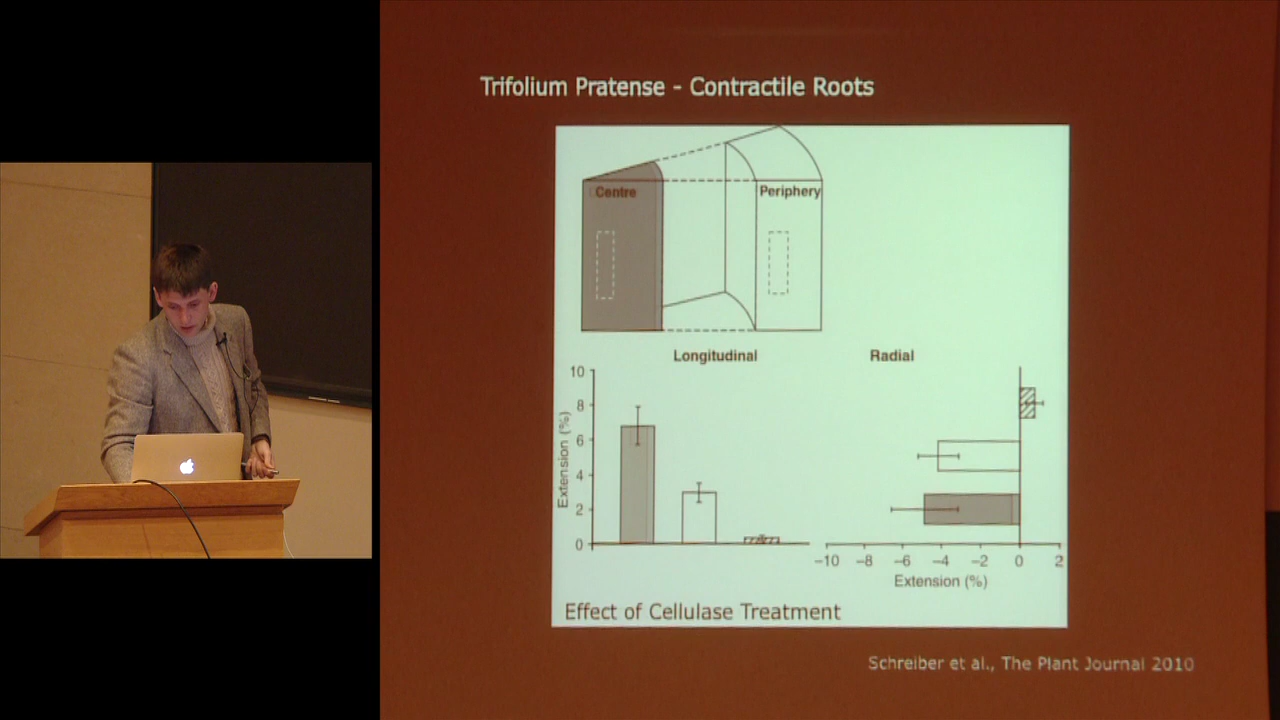 Trifolium Pratense - Contractile Roots
Centre
Periphery
Longitudinal
Radial
Extension (%)
10
8
6
4
2
0
−10 −8 −6 −4 −2 0 2
Extension (%)
Effect of Cellulase Treatment
Schreiber et al., The Plant Journal 2010